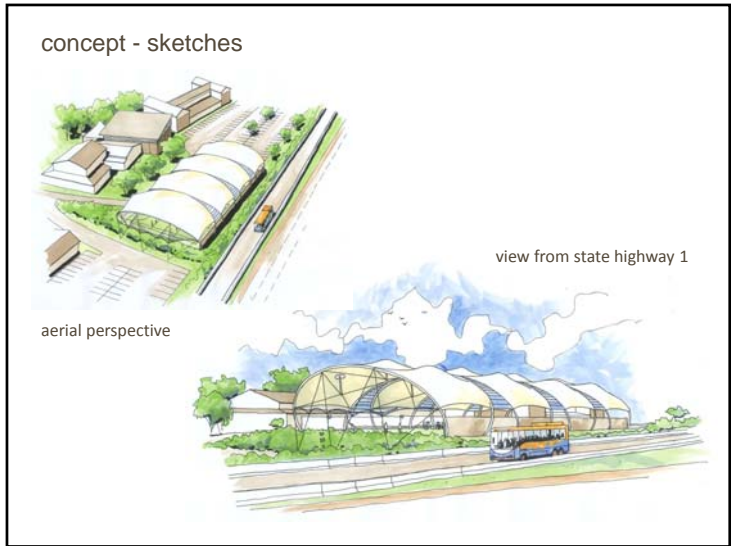 concept - sketches
view from state highway 1
aerial perspective